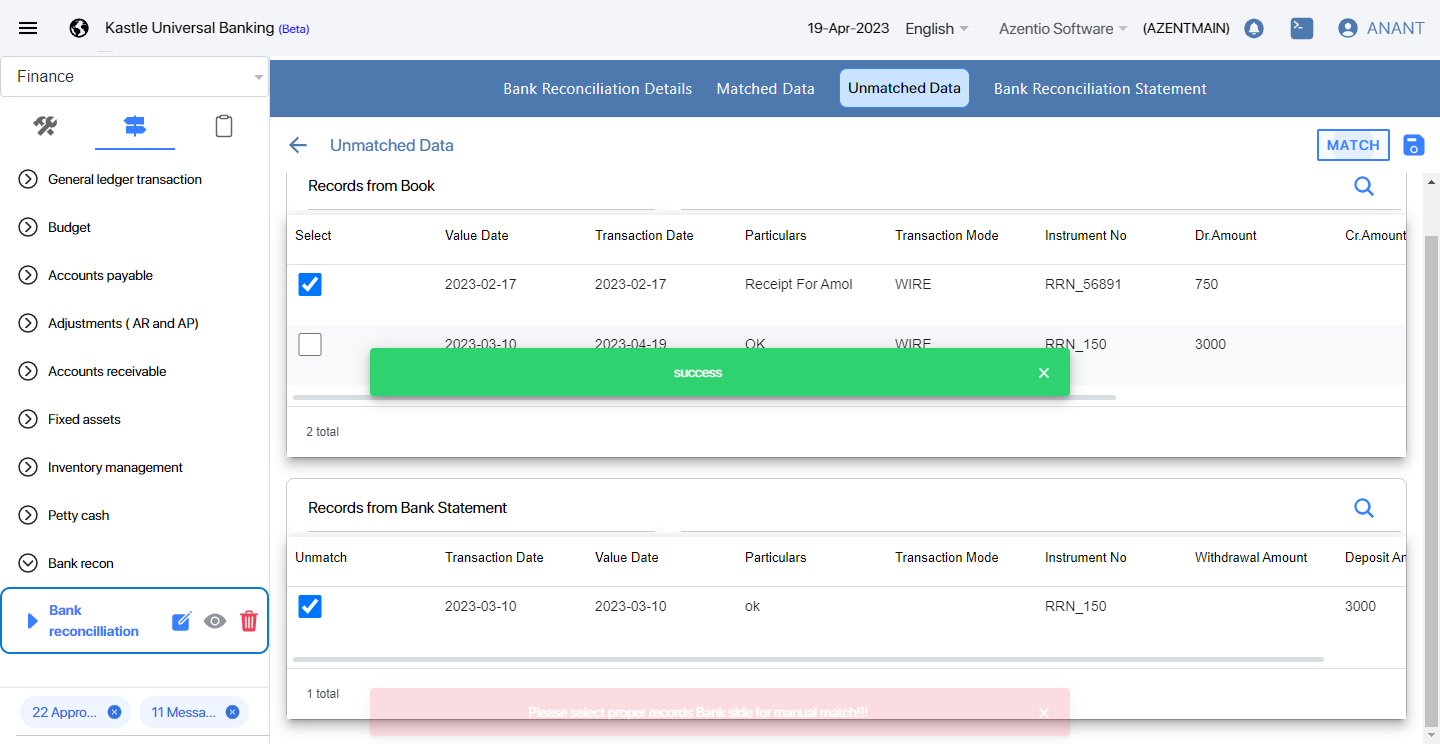 Kastle Universal Banking (Beta)
19-Apr-2023 English Azentio Software (AZENTMAIN) ANANT
Finance
Bank Reconciliation Details Matched Data Unmatched Data Bank Reconciliation Statement
Unmatched Data MATCH
General ledger transaction
Budget
Accounts payable
Adjustments ( AR and AP)
Accounts receivable
Fixed assets
Inventory management
Petty cash
Bank recon
Bank
reconcilliation
22 Appro... 11 Messa...
Records from Book
Select Value Date Transaction Date Particulars Transaction Mode Instrument No Dr.Amount Cr.Amount
2023-02-17 2023-02-17 Receipt For Amol WIRE RRN_56891 750
2023-03-10 2023-04-19 OK WIRE RRN_150 3000
success
2 total
Records from Bank Statement
Unmatch Transaction Date Value Date Particulars Transaction Mode Instrument No Withdrawal Amount Deposit An
2023-03-10 2023-03-10 ok RRN_150 3000
1 total
Please select proper records Bank side for manual match!!!